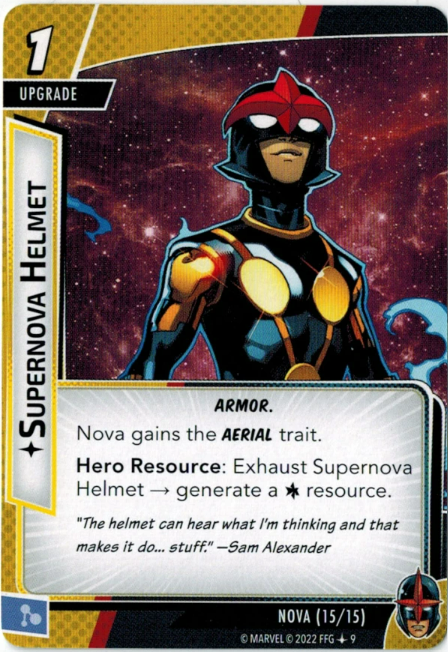 1
UPGRADE
SUPERNOVA HELMET
ARMOR.
Nova gains the AERIAL trait.
Hero Resource: Exhaust Supernova
Helmet → generate a resource.
"The helmet can hear what I'm thinking and that
makes it do... stuff." —Sam Alexander
NOVA (15/15)
© MARVEL © 2022 FFG 9